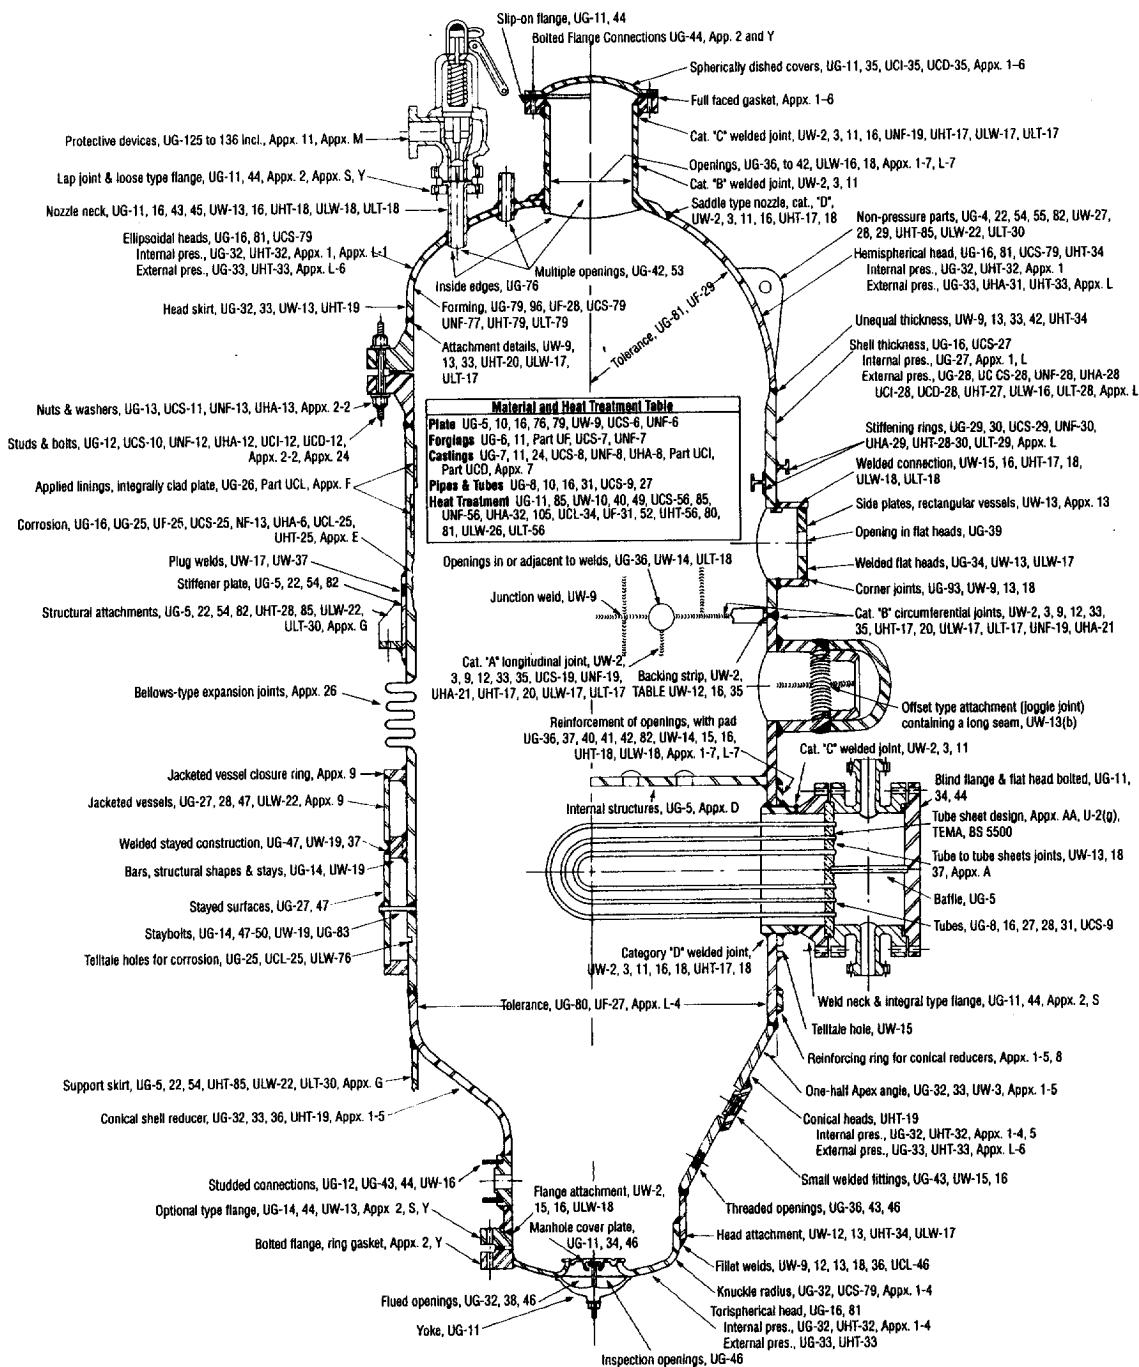 Slip-on flange, UG-11, 44
Bolted Flange Connections UG-44, App. 2 and Y
Spherically dished covers, UG-11, 35, UCI-35, UCD-35, Appx. 1-6
Full faced gasket, Appx. 1-6
Cat. "C" welded joint, UW-2, 3, 11, 16, UNF-19, UHT-17, ULW-17, ULT-17
Protective devices, UG-125 to 136 Incl., Appx. 11, Appx. M
Openings, UG-36, to 42, ULW-16, 18, Appx. 1-7, L-7
Lap joint & loose type flange, UG-11, 44, Appx. 2, Appx. S, Y
Cat. "B" welded joint, UW-2, 3, 11
Nozzle neck, UG-11, 16, 43, 45, UW-13, 16, UHT-18, ULW-18, ULT-18
Saddle type nozzle, cat., "D",
UW-2, 3, 11, 16, UHT-17, 18
Non-pressure parts, UG-4, 22, 54, 55, 82, UW-27,
28, 29, UHT-85, ULW-22, ULT-30
Ellipsoidal heads, UG-16, 81, UCS-79
Internal pres., UG-32, UHT-32, Appx. 1, Appx. L-1
External pres., UG-33, UHT-33, Appx. L-6
Hemispherical head, UG-16, 81, UCS-79, UHT-34
Internal pres., UG-32, UHT-32, Appx. 1
External pres., UG-33, UHA-31, UHT-33, Appx. L
Multiple openings, UG-42, 53
Inside edges, UG-76
Head skirt, UG-32, 33, UW-13, UHT-19
Forming, UG-79, 96, UF-28, UCS-79
UNF-77, UHT-79, ULT-79
Tolerance, UG-81, UF-29
Unequal thickness, UW-9, 13, 33, 42, UHT-34
Attachment details, UW-9,
13, 33, UHT-20, ULW-17,
ULT-17
Shell thickness, UG-16, UCS-27
Internal pres., UG-27, Appx. 1, L
External pres., UG-28, UC CS-28, UNF-28, UHA-28
UCI-28, UCD-28, UHT-27, ULW-16, ULT-28, Appx. L
Nuts & washers, UG-13, UCS-11, UNF-13, UHA-13, Appx. 2-2
Studs & bolts, UG-12, UCS-10, UNF-12, UHA-12, UCI-12, UCD-12,
Appx. 2-2, Appx. 24
Material and Heat Treatment Table
Plate UG-5, 10, 16, 76, 79, UW-9, UCS-6, UNF-6
Forgings UG-6, 11, Part UF, UCS-7, UNF-7
Castings UG-7, 11, 24, UCS-8, UNF-8, UHA-8, Part UCI,
Part UCD, Appx. 7
Pipes & Tubes UG-8, 10, 16, 31, UCS-9, 27
Heat Treatment UG-11, 85, UW-10, 40, 49, UCS-56, 85,
UNF-56, UHA-32, 105, UCL-34, UF-31, 52, UHT-56, 80,
81, ULW-26, ULT-56
Stiffening rings, UG-29, 30, UCS-29, UNF-30,
UHA-29, UHT-28-30, ULT-29, Appx. L
Welded connection, UW-15, 16, UHT-17, 18,
ULW-18, ULT-18
Applied linings, integrally clad plate, UG-26, Part UCL, Appx. F
Side plates, rectangular vessels, UW-13, Appx. 13
Corrosion, UG-16, UG-25, UF-25, UCS-25, NF-13, UHA-6, UCL-25,
UHT-25, Appx. E
Opening in flat heads, UG-39
Plug welds, UW-17, UW-37
Openings in or adjacent to welds, UG-36, UW-14, ULT-18
Welded flat heads, UG-34, UW-13, ULW-17
Stiffener plate, UG-5, 22, 54, 82
Corner joints, UG-93, UW-9, 13, 18
Junction weld, UW-9
Structural attachments, UG-5, 22, 54, 82, UHT-28, 85, ULW-22,
ULT-30, Appx. G
Cat. "B" circumferential joints, UW-2, 3, 9, 12, 33,
35, UHT-17, 20, ULW-17, ULT-17, UNF-19, UHA-21
Cat. "A" longitudinal joint, UW-2,
3, 9, 12, 33, 35, UCS-19, UNF-19,
UHA-21, UHT-17, 20, ULW-17, ULT-17
Backing strip, UW-2,
TABLE UW-12, 16, 35
Bellows-type expansion joints, Appx. 26
Offset type attachment (joggle joint)
containing a long seam, UW-13(b)
Reinforcement of openings, with pad
UG-36, 37, 40, 41, 42, 82, UW-14, 15, 16,
UHT-18, ULW-18, Appx. 1-7, L-7
Cat. "C" welded joint, UW-2, 3, 11
Jacketed vessel closure ring, Appx. 9
Blind flange & flat head bolted, UG-11,
34, 44
Jacketed vessels, UG-27, 28, 47, ULW-22, Appx. 9
Internal structures, UG-5, Appx. D
Tube sheet design, Appx. AA, U-2(g),
TEMA, BS 5500
Welded stayed construction, UG-47, UW-19, 37
Tube to tube sheets joints, UW-13, 18
37, Appx. A
Bars, structural shapes & stays, UG-14, UW-19
Baffle, UG-5
Stayed surfaces, UG-27, 47
Tubes, UG-8, 16, 27, 28, 31, UCS-9
Staybolts, UG-14, 47-50, UW-19, UG-83
Telltale holes for corrosion, UG-25, UCL-25, ULW-76
Category "D" welded joint,
UW-2, 3, 11, 16, 18, UHT-17, 18
Weld neck & integral type flange, UG-11, 44, Appx. 2, S
Tolerance, UG-80, UF-27, Appx. L-4
Telltale hole, UW-15
Reinforcing ring for conical reducers, Appx. 1-5, 8
Support skirt, UG-5, 22, 54, UHT-85, ULW-22, ULT-30, Appx. G
One-half Apex angle, UG-32, 33, UW-3, Appx. 1-5
Conical shell reducer, UG-32, 33, 36, UHT-19, Appx. 1-5
Conical heads, UHT-19
Internal pres., UG-32, UHT-32, Appx. 1-4, 5
External pres., UG-33, UHT-33, Appx. L-6
Small welded fittings, UG-43, UW-15, 16
Studded connections, UG-12, UG-43, 44, UW-16
Flange attachment, UW-2,
15, 16, ULW-18
Threaded openings, UG-36, 43, 46
Optional type flange, UG-14, 44, UW-13, Appx 2, S, Y
Manhole cover plate,
UG-11, 34, 46
Head attachment, UW-12, 13, UHT-34, ULW-17
Bolted flange, ring gasket, Appx. 2, Y
Fillet welds, UW-9, 12, 13, 18, 36, UCL-46
Knuckle radius, UG-32, UCS-79, Appx. 1-4
Flued openings, UG-32, 38, 46
Torispherical head, UG-16, 81
Internal pres., UG-32, UHT-32, Appx. 1-4
External pres., UG-33, UHT-33
Yoke, UG-11
Inspection openings, UG-46